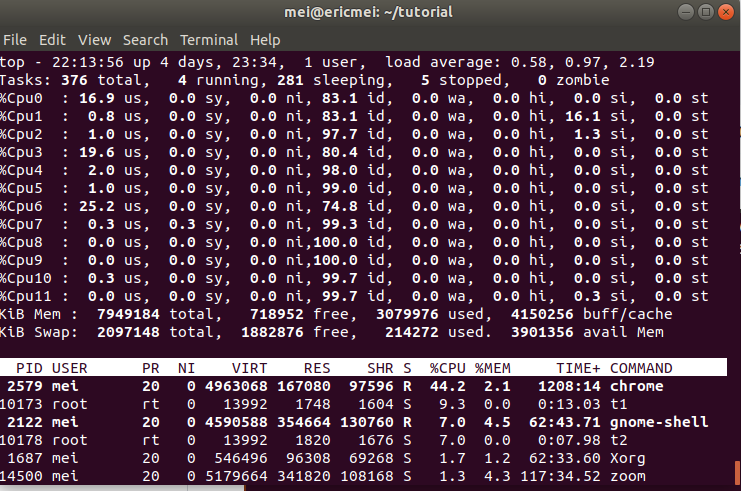 mei@ericmei: ~/tutorial
File Edit View Search Terminal Help
top - 22:13:56 up 4 days, 23:34,  1 user,  load average: 0.58, 0.97, 2.19
Tasks: 376 total,   4 running, 281 sleeping,   5 stopped,   0 zombie
%Cpu0  : 16.9 us,  0.0 sy,  0.0 ni, 83.1 id,  0.0 wa,  0.0 hi,  0.0 si,  0.0 st
%Cpu1  :  0.8 us,  0.0 sy,  0.0 ni, 83.1 id,  0.0 wa,  0.0 hi, 16.1 si,  0.0 st
%Cpu2  :  1.0 us,  0.0 sy,  0.0 ni, 97.7 id,  0.0 wa,  0.0 hi,  1.3 si,  0.0 st
%Cpu3  : 19.6 us,  0.0 sy,  0.0 ni, 80.4 id,  0.0 wa,  0.0 hi,  0.0 si,  0.0 st
%Cpu4  :  2.0 us,  0.0 sy,  0.0 ni, 98.0 id,  0.0 wa,  0.0 hi,  0.0 si,  0.0 st
%Cpu5  :  1.0 us,  0.0 sy,  0.0 ni, 99.0 id,  0.0 wa,  0.0 hi,  0.0 si,  0.0 st
%Cpu6  : 25.2 us,  0.0 sy,  0.0 ni, 74.8 id,  0.0 wa,  0.0 hi,  0.0 si,  0.0 st
%Cpu7  :  0.3 us,  0.3 sy,  0.0 ni, 99.3 id,  0.0 wa,  0.0 hi,  0.0 si,  0.0 st
%Cpu8  :  0.0 us,  0.0 sy,  0.0 ni,100.0 id,  0.0 wa,  0.0 hi,  0.0 si,  0.0 st
%Cpu9  :  0.0 us,  0.0 sy,  0.0 ni,100.0 id,  0.0 wa,  0.0 hi,  0.0 si,  0.0 st
%Cpu10 :  0.3 us,  0.0 sy,  0.0 ni, 99.7 id,  0.0 wa,  0.0 hi,  0.0 si,  0.0 st
%Cpu11 :  0.0 us,  0.0 sy,  0.0 ni, 99.7 id,  0.0 wa,  0.0 hi,  0.3 si,  0.0 st
KiB Mem :  7949184 total,   718952 free,  3079976 used,  4150256 buff/cache
KiB Swap:  2097148 total,  1882876 free,   214272 used.  3901356 avail Mem
PID USER      PR  NI    VIRT    RES    SHR S  %CPU %MEM     TIME+ COMMAND
2579 mei       20   0 4963068 167080  97596 R  44.2  2.1   1208:14 chrome
10173 root      rt   0   13992   1748   1604 S   9.3  0.0   0:13.03 t1
2122 mei       20   0 4590588 354664 130760 R   7.0  4.5  62:43.71 gnome-shell
10178 root      rt   0   13992   1820   1676 S   7.0  0.0   0:07.98 t2
1687 mei       20   0  546496  96308  69268 S   1.7  1.2  62:33.60 Xorg
14500 mei       20   0 5179664 341820 108168 S   1.3  4.3 117:34.52 zoom